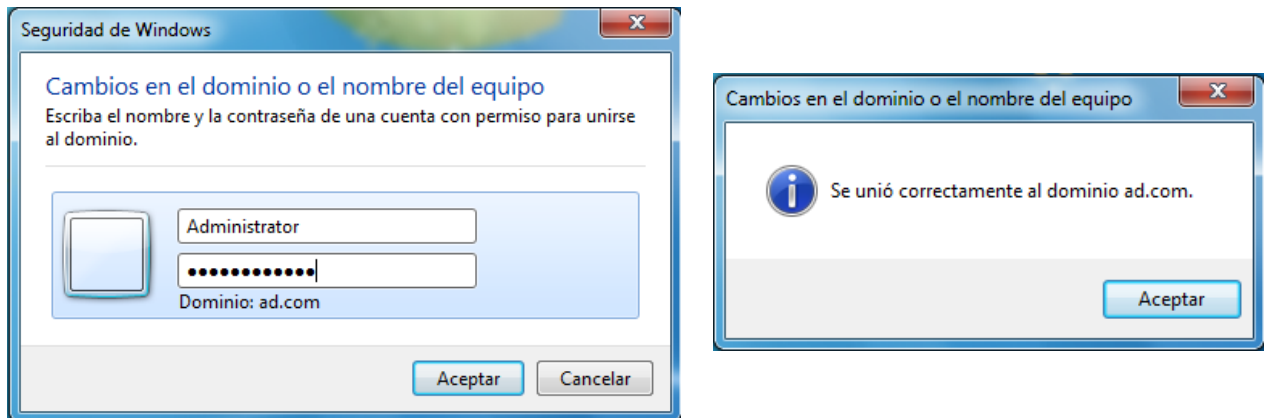 Seguridad de Windows
Cambios en el dominio o el nombre del equipo
Escriba el nombre y la contraseña de una cuenta con permiso para unirse
al dominio.
Administrator
●●●●●●●●●●●●
Dominio: ad.com
Aceptar
Cancelar
Cambios en el dominio o el nombre del equipo
Se unió correctamente al dominio ad.com.
Aceptar